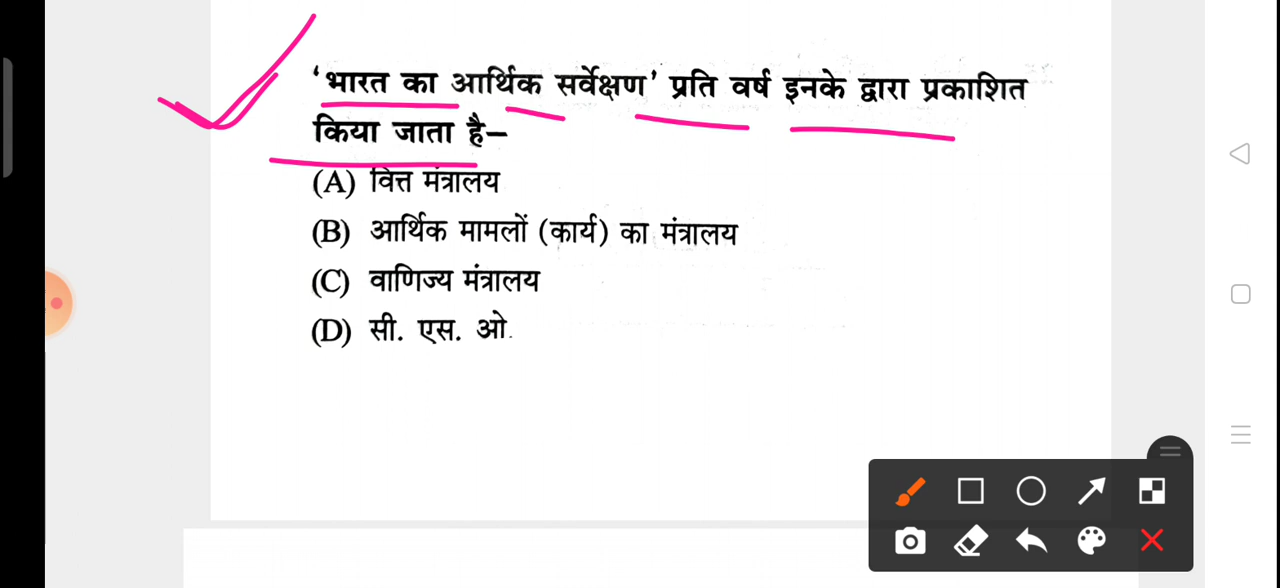 ‘भारत का आर्थिक सर्वेक्षण’ प्रति वर्ष इनके द्वारा प्रकाशित
किया जाता है–
(A) वित्त मंत्रालय
(B) आर्थिक मामलों (कार्य) का मंत्रालय
(C) वाणिज्य मंत्रालय
(D) सी. एस. ओ.